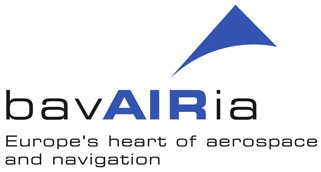 bavAIRia
Europe's heart of aerospace
and navigation